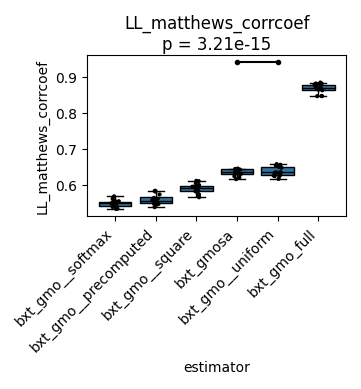 LL_matthews_corrcoef
p = 3.21e-15
LL_matthews_corrcoef
0.9
0.8
0.7
0.6
bxt_gmo__softmax
bxt_gmo__precomputed
bxt_gmo__square
bxt_gmosa
bxt_gmo__uniform
bxt_gmo_full
estimator